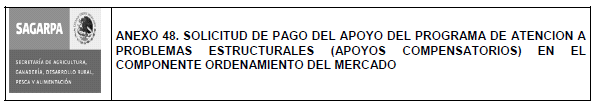 SAGARPA
SECRETARÍA DE AGRICULTURA,
GANADERÍA, DESARROLLO RURAL,
PESCA Y ALIMENTACIÓN
ANEXO 48. SOLICITUD DE PAGO DEL APOYO DEL PROGRAMA DE ATENCION A
PROBLEMAS ESTRUCTURALES (APOYOS COMPENSATORIOS) EN EL
COMPONENTE ORDENAMIENTO DEL MERCADO